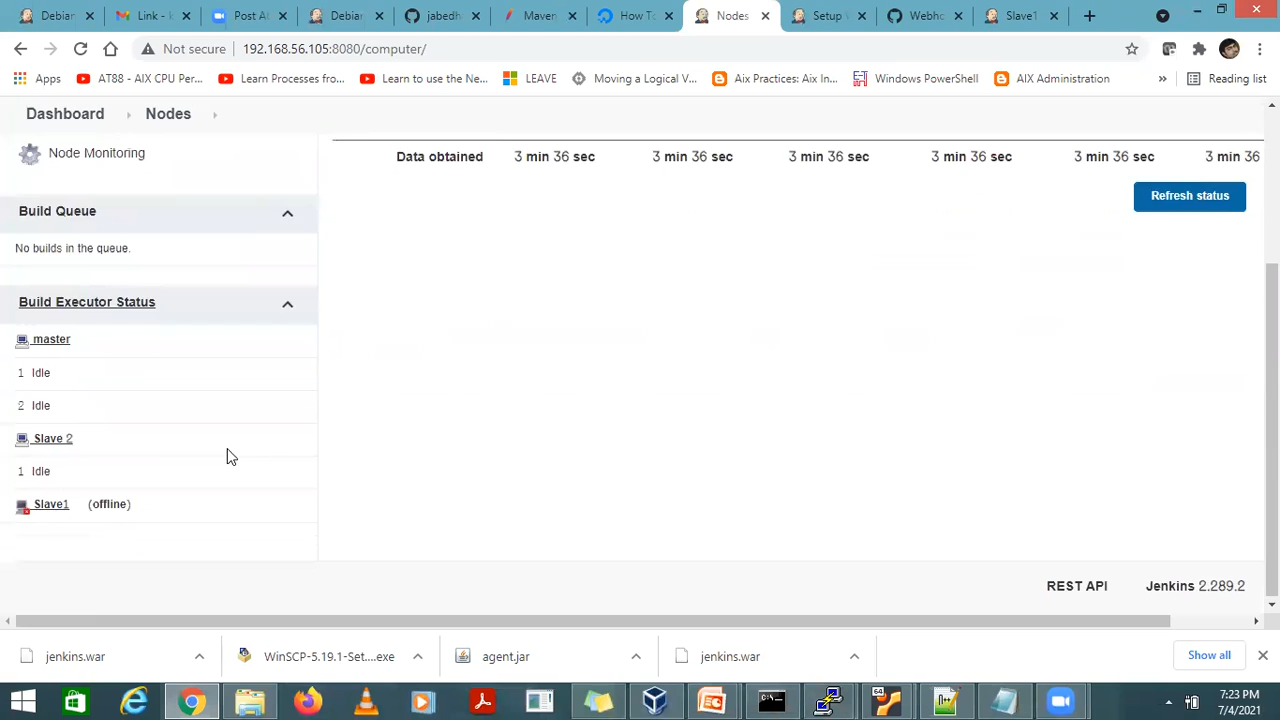 Debian
Link - k
Post At
Debian
jabedh
Maven
How To
Nodes
Setup W
Webho
Slave1
Not secure 192.168.56.105:8080/computer/
Apps
AT88 - AIX CPU Per...
Learn Processes from...
Learn to use the Ne...
LEAVE
Moving a Logical V...
Aix Practices: Aix In...
Windows PowerShell
AIX Administration
»
Reading list
Dashboard
Nodes
Node Monitoring
Data obtained 3 min 36 sec 3 min 36 sec 3 min 36 sec 3 min 36 sec 3 min 36 sec 3 min 36
Refresh status
Build Queue
No builds in the queue.
Build Executor Status
master
1 Idle
2 Idle
Slave 2
1 Idle
Slave1 (offline)
REST API Jenkins 2.289.2
jenkins.war
WinSCP-5.19.1-Set....exe
agent.jar
jenkins.war
Show all
64
7:23 PM
7/4/2021